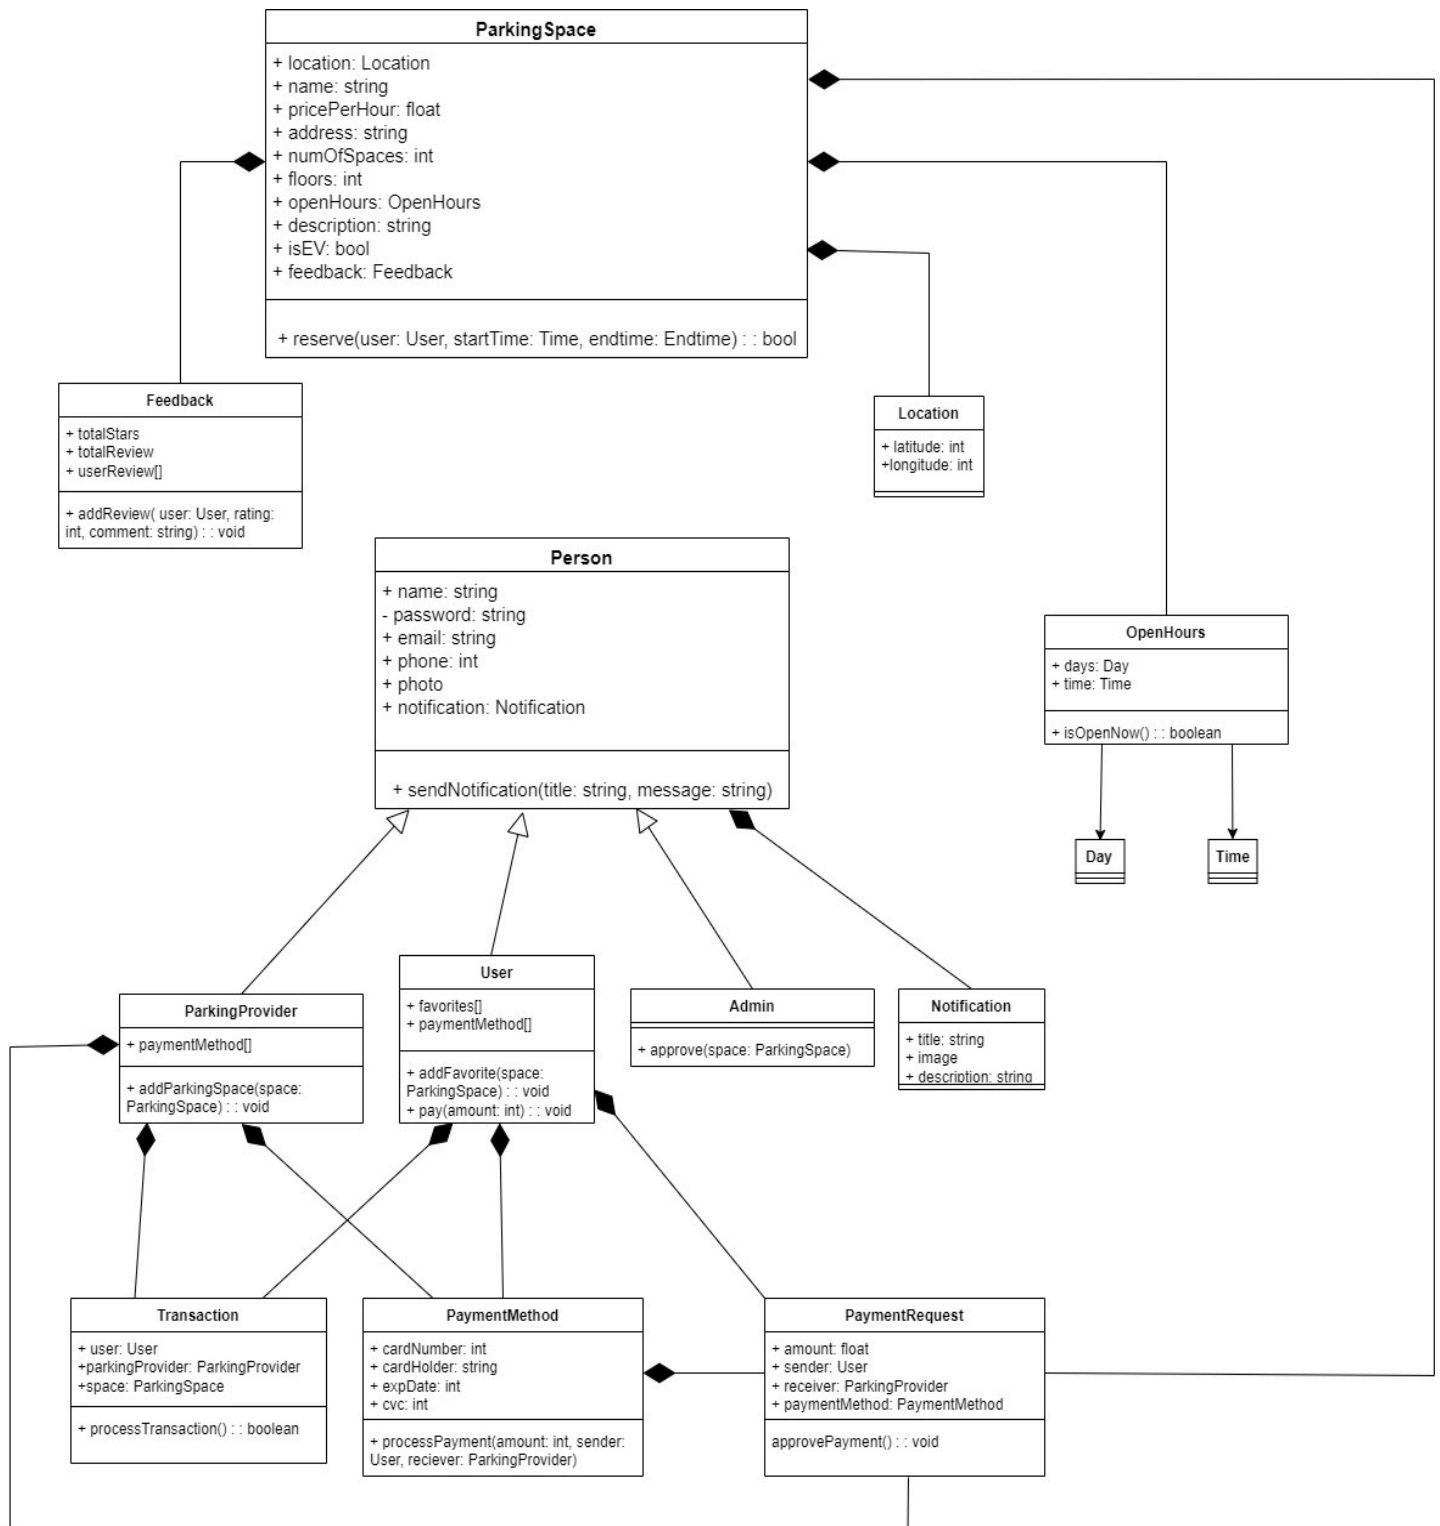 ParkingSpace
+ location: Location
+ name: string
+ pricePerHour: float
+ address: string
+ numOfSpaces: int
+ floors: int
+ openHours: OpenHours
+ description: string
+ isEV: bool
+ feedback: Feedback
+ reserve(user: User, startTime: Time, endtime: Endtime) : : bool
Feedback
+ totalStars
+ totalReview
+ userReview[]
+ addReview( user: User, rating:
int, comment: string) : : void
Location
+ latitude: int
+longitude: int
Person
+ name: string
- password: string
+ email: string
+ phone: int
+ photo
+ notification: Notification
+ sendNotification(title: string, message: string)
OpenHours
+ days: Day
+ time: Time
+ isOpenNow() : : boolean
Day
Time
ParkingProvider
+ paymentMethod[]
+ addParkingSpace(space:
ParkingSpace) : : void
User
+ favorites[]
+ paymentMethod[]
+ addFavorite(space:
ParkingSpace) : : void
+ pay(amount: int) : : void
Admin
+ approve(space: ParkingSpace)
Notification
+ title: string
+ image
+ description: string
Transaction
+ user: User
+parkingProvider: ParkingProvider
+space: ParkingSpace
+ processTransaction() : : boolean
PaymentMethod
+ cardNumber: int
+ cardHolder: string
+ expDate: int
+ cvc: int
+ processPayment(amount: int, sender:
User, reciever: ParkingProvider)
PaymentRequest
+ amount: float
+ sender: User
+ receiver: ParkingProvider
+ paymentMethod: PaymentMethod
approvePayment() : : void